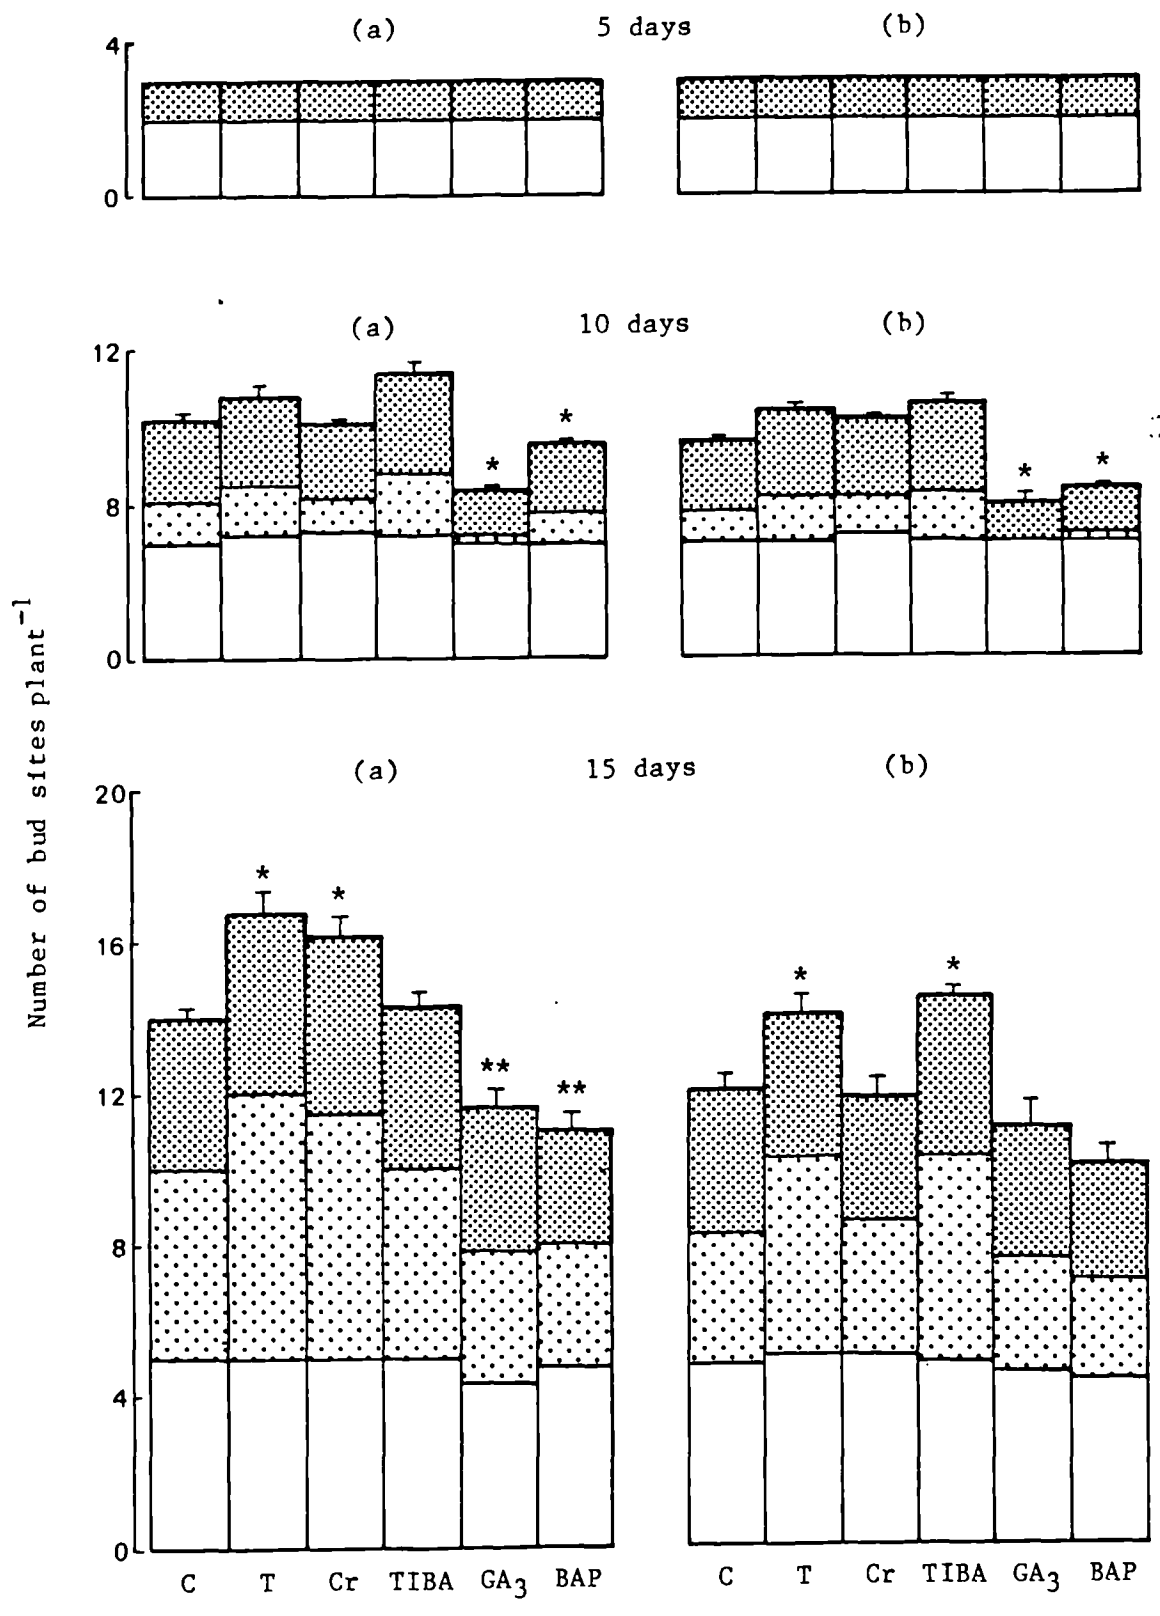 (a) 5 days (b)
4
0
(a) 10 days (b)
12
*
* *
*
8
0
Number of bud sites plant⁻¹
(a) 15 days (b)
20
* * * *
16
** **
12
8
4
0
C T Cr TIBA GA₃ BAP C T Cr TIBA GA₃ BAP